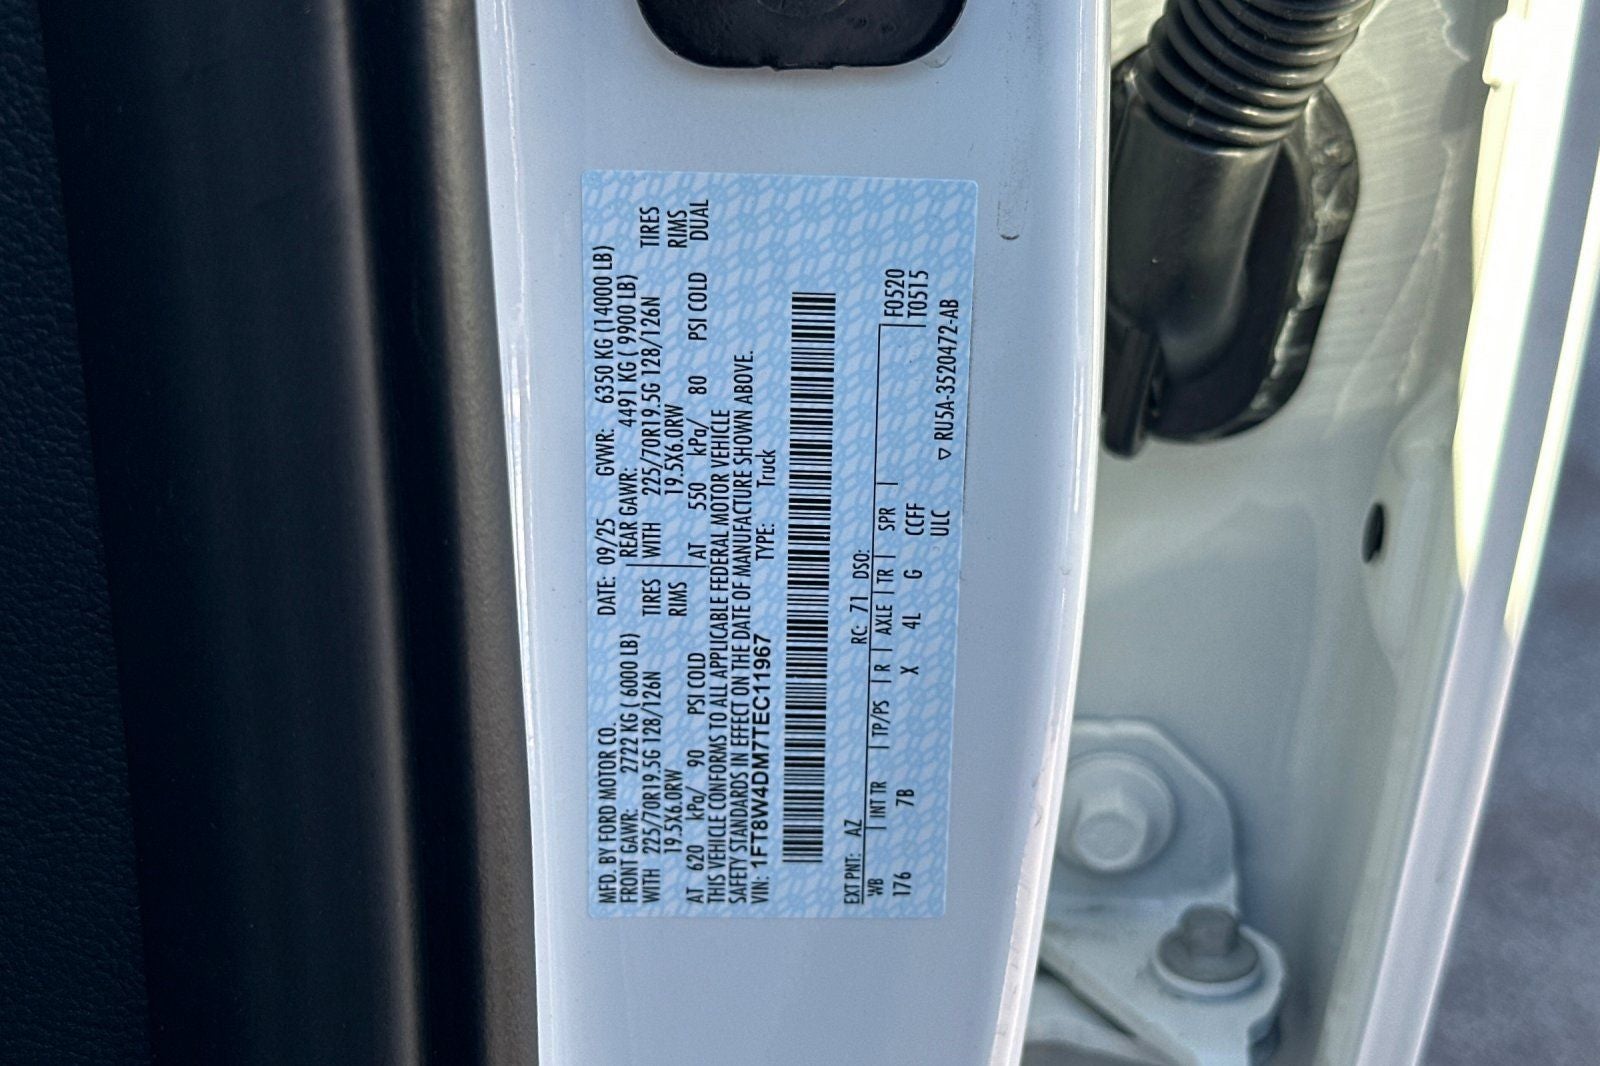 MFD. BY FORD MOTOR CO. DATE: 09/25 GVWR: 6350 KG (14000 LB)
FRONT GAWR: 2722 KG (6000 LB) REAR GAWR: 4491 KG (9900 LB)
WITH 225/70R19.5G 128/126N TIRES WITH 225/70R19.5G 128/126N TIRES
19.5X6.0RW RIMS 19.5X6.0RW RIMS
AT 620 kPa/ 90 PSI COLD AT 550 kPa/ 80 PSI COLD DUAL
THIS VEHICLE CONFORMS TO ALL APPLICABLE FEDERAL MOTOR VEHICLE
SAFETY STANDARDS IN EFFECT ON THE DATE OF MANUFACTURE SHOWN ABOVE.
VIN: 1FT8W4DM7TEC11967 TYPE: Truck
EXT PNT: AZ RC: 71 DSO:
WB INT TR TP/PS R AXLE TR SPR F0520
176 7B X 4L G CCFF T0515
ULC ▽ RU5A-3520472-AB